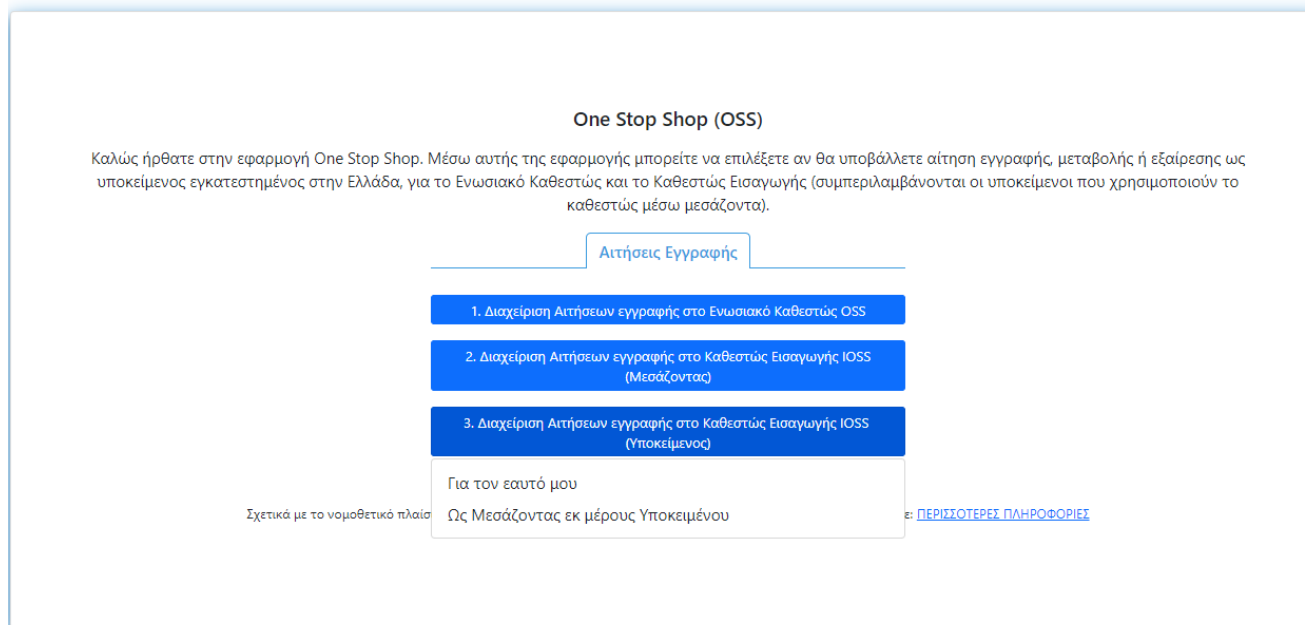 One Stop Shop (OSS)
Καλώς ήρθατε στην εφαρμογή One Stop Shop. Μέσω αυτής της εφαρμογής μπορείτε να επιλέξετε αν θα υποβάλλετε αίτηση εγγραφής, μεταβολής ή εξαίρεσης ως
υποκείμενος εγκατεστημένος στην Ελλάδα, για το Ενωσιακό Καθεστώς και το Καθεστώς Εισαγωγής (συμπεριλαμβάνονται οι υποκείμενοι που χρησιμοποιούν το
καθεστώς μέσω μεσάζοντα).
Αιτήσεις Εγγραφής
1. Διαχείριση Αιτήσεων εγγραφής στο Ενωσιακό Καθεστώς OSS
2. Διαχείριση Αιτήσεων εγγραφής στο Καθεστώς Εισαγωγής IOSS
(Μεσάζοντας)
3. Διαχείριση Αιτήσεων εγγραφής στο Καθεστώς Εισαγωγής IOSS
(Υποκείμενος)
Για τον εαυτό μου
Ως Μεσάζοντας εκ μέρους Υποκειμένου
Σχετικά με το νομοθετικό ε: ΠΕΡΙΣΣΟΤΕΡΕΣ ΠΛΗΡΟΦΟΡΙΕΣ